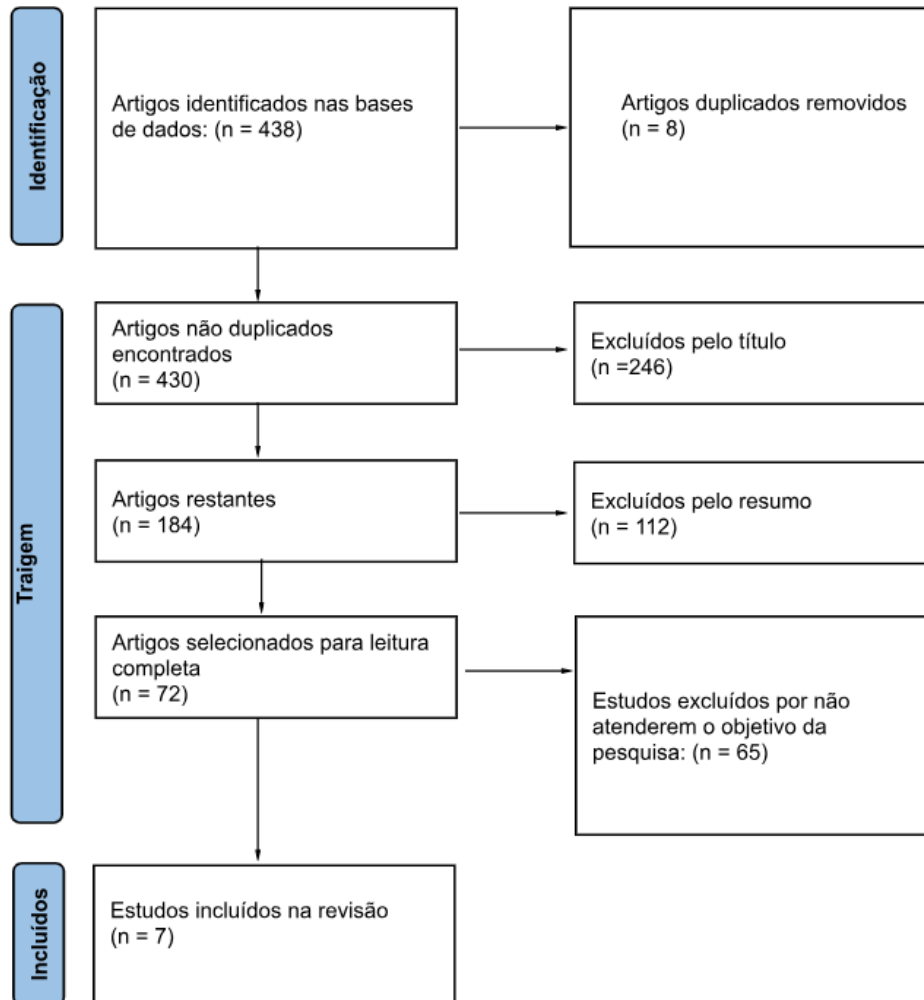 Identificação
Artigos identificados nas bases
de dados: (n = 438)
Artigos duplicados removidos
(n = 8)
Traigem
Artigos não duplicados
encontrados
(n = 430)
Excluídos pelo título
(n =246)
Artigos restantes
(n = 184)
Excluídos pelo resumo
(n = 112)
Artigos selecionados para leitura
completa
(n = 72)
Estudos excluídos por não
atenderem o objetivo da
pesquisa: (n = 65)
Incluídos
Estudos incluídos na revisão
(n = 7)